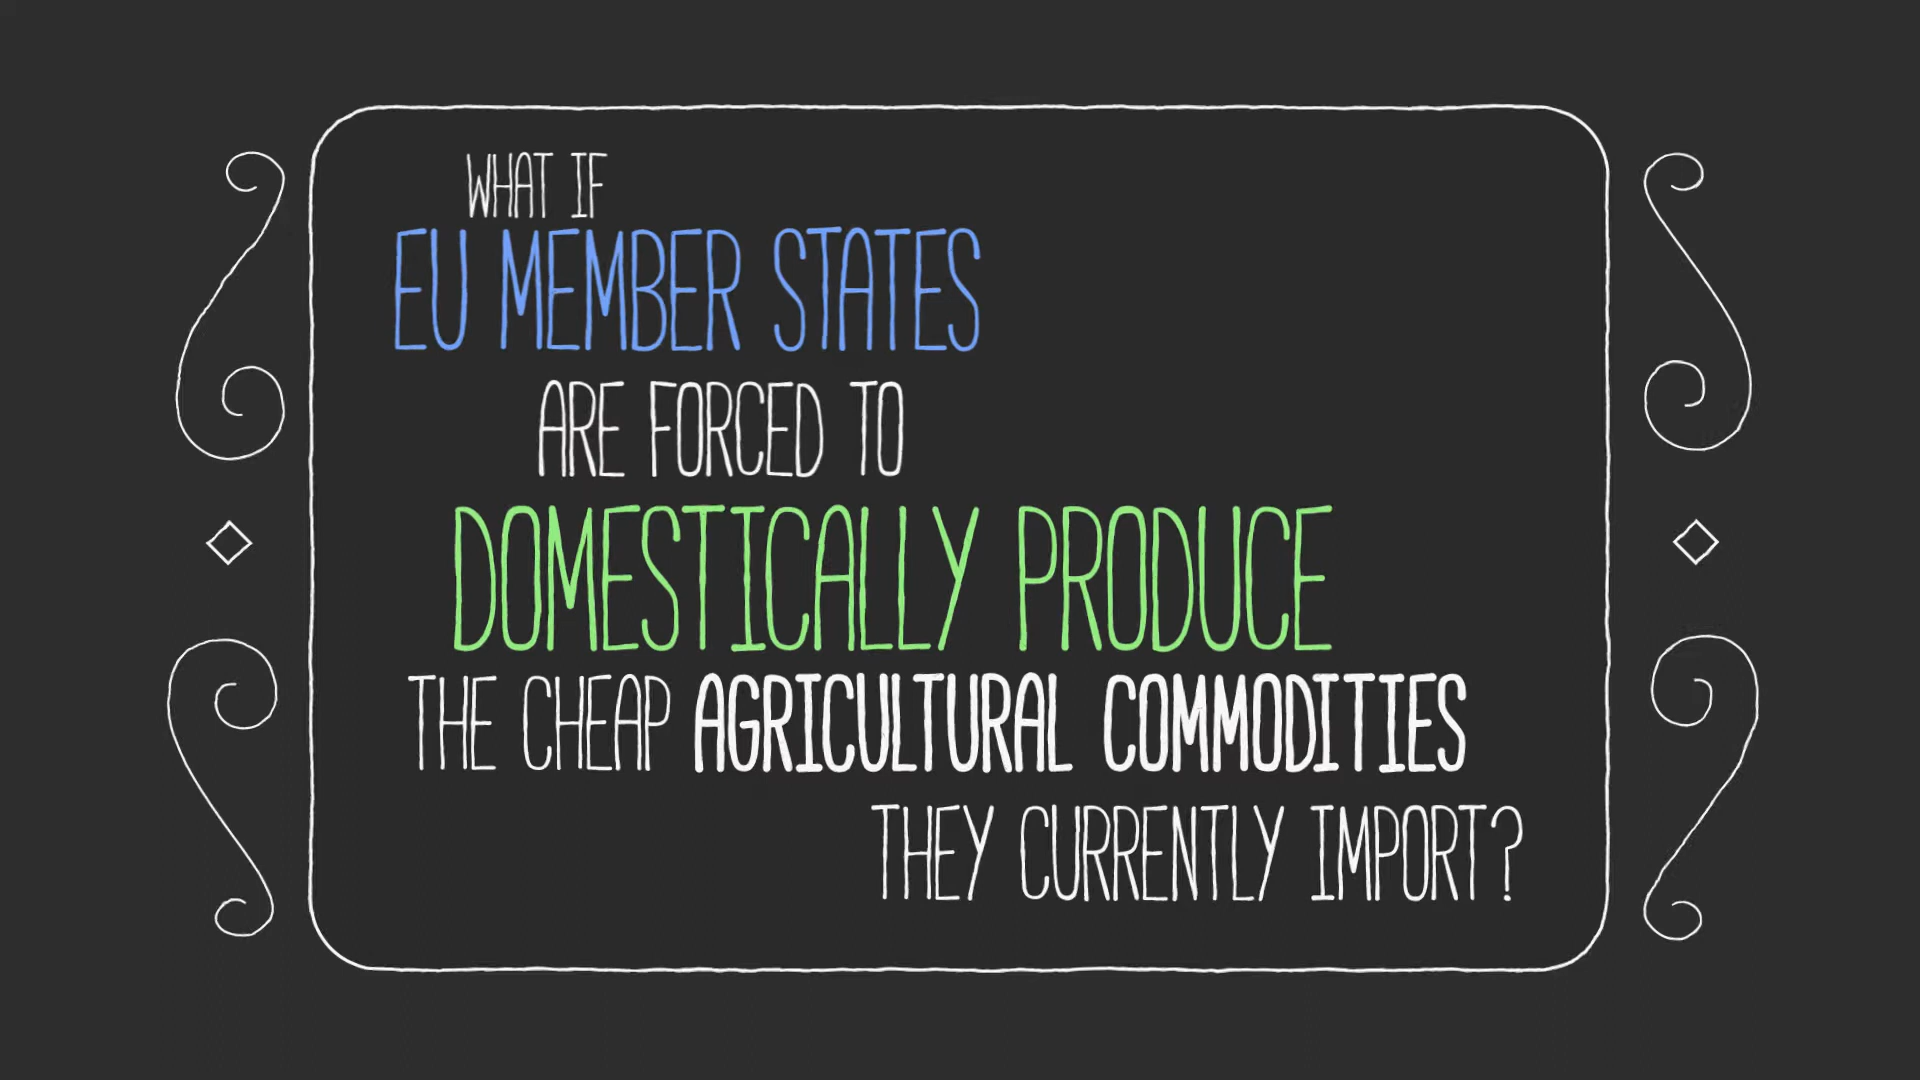 WHAT IF
EU MEMBER STATES
ARE FORCED TO
DOMESTICALLY PRODUCE
THE CHEAP AGRICULTURAL COMMODITIES
THEY CURRENTLY IMPORT?